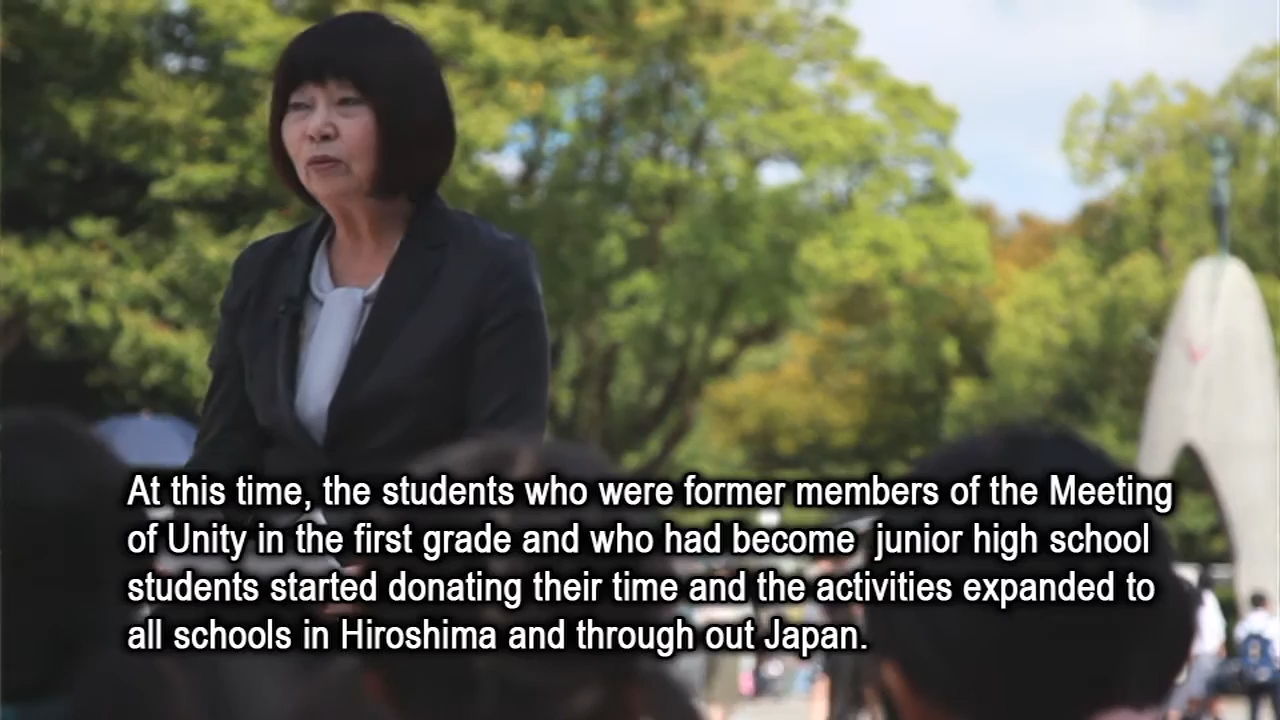 At this time, the students who were former members of the Meeting
of Unity in the first grade and who had become  junior high school
students started donating their time and the activities expanded to
all schools in Hiroshima and through out Japan.